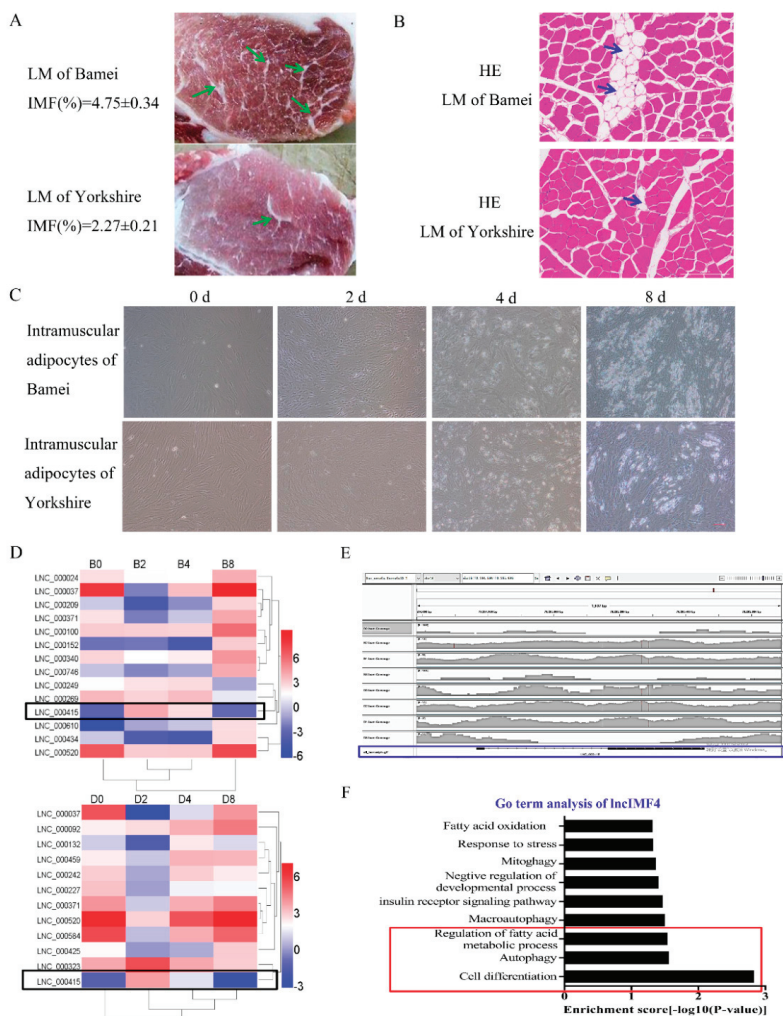 A
LM of Bamei
IMF(%)=4.75±0.34
LM of Yorkshire
IMF(%)=2.27±0.21
B
HE
LM of Bamei
HE
LM of Yorkshire
C
0 d
2 d
4 d
8 d
Intramuscular
adipocytes of
Bamei
Intramuscular
adipocytes of
Yorkshire
D
B0 B2 B4 B8
LNC_000024
LNC_000037
LNC_000209
LNC_000371
LNC_000100
LNC_000152
LNC_000340
LNC_000746
LNC_000249
LNC_000269
LNC_000415
LNC_000610
LNC_000434
LNC_000520
9
6
3
0
-3
-6
D0 D2 D4 D8
LNC_000037
LNC_000092
LNC_000132
LNC_000459
LNC_000242
LNC_000227
LNC_000371
LNC_000520
LNC_000584
LNC_000425
LNC_000323
LNC_000415
6
3
0
-3
E
F
Go term analysis of lncIMF4
Fatty acid oxidation
Response to stress
Mitoghagy
Negtive regulation of
developmental process
insulin receptor signaling pathway
Macroautophagy
Regulation of fatty acid
metabolic process
Autophagy
Cell differentiation
0 1 2 3
Enrichment score[-log10(P-value)]